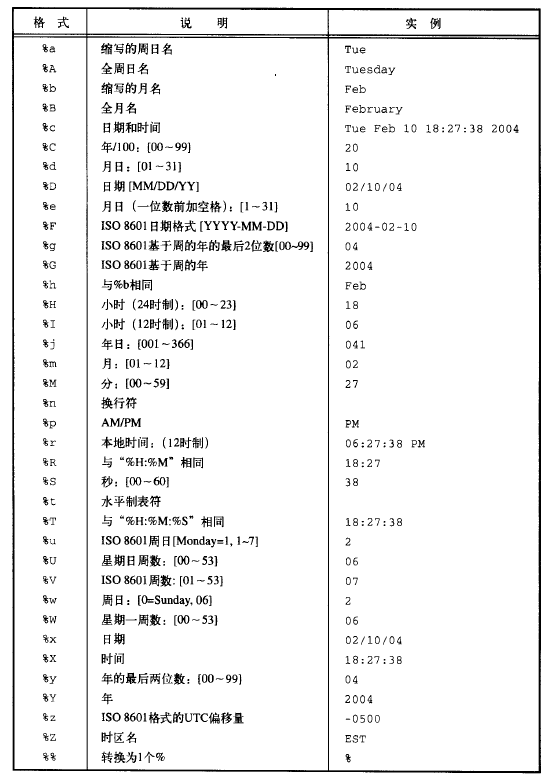 格 式 说 明 实 例
%a 缩写的周日名 Tue
%A 全周日名 Tuesday
%b 缩写的月名 Feb
%B 全月名 February
%c 日期和时间 Tue Feb 10 18:27:38 2004
%C 年/100：[00～99] 20
%d 月日：[01～31] 10
%D 日期 [MM/DD/YY] 02/10/04
%e 月日（一位数前加空格）：[1～31] 10
%F ISO 8601日期格式 [YYYY-MM-DD] 2004-02-10
%g ISO 8601基于周的年的最后2位数[00~99] 04
%G ISO 8601基于周的年 2004
%h 与%b相同 Feb
%H 小时（24时制）：[00～23] 18
%I 小时（12时制）：[01～12] 06
%j 年日：[001～366] 041
%m 月：[01～12] 02
%M 分：[00～59] 27
%n 换行符
%p AM/PM PM
%r 本地时间：（12时制） 06:27:38 PM
%R 与“%H:%M”相同 18:27
%S 秒：[00～60] 38
%t 水平制表符
%T 与“%H:%M:%S”相同 18:27:38
%u ISO 8601周日[Monday=1, 1~7] 2
%U 星期日周数：[00～53] 06
%V ISO 8601周数: [01～53] 07
%w 周日：[0=Sunday, 06] 2
%W 星期一周数：[00～53] 06
%x 日期 02/10/04
%X 时间 18:27:38
%y 年的最后两位数：[00～99] 04
%Y 年 2004
%z ISO 8601格式的UTC偏移量 -0500
%Z 时区名 EST
%% 转换为1个% %